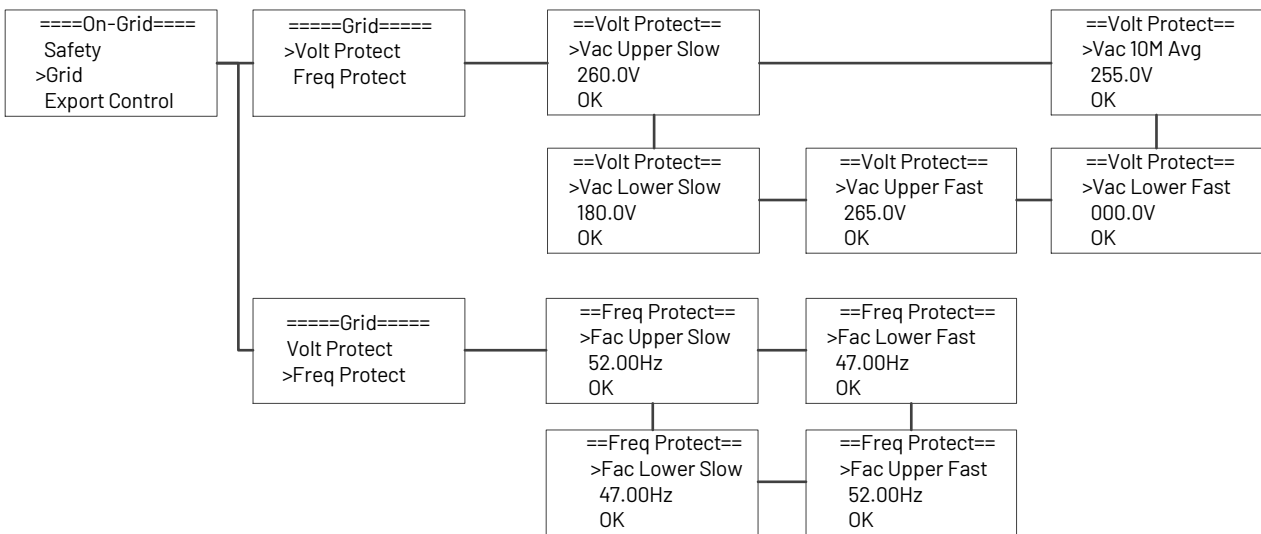 ====On-Grid====
Safety
>Grid
Export Control
=====Grid=====
>Volt Protect
Freq Protect
==Volt Protect==
>Vac Upper Slow
260.0V
OK
==Volt Protect==
>Vac 10M Avg
255.0V
OK
==Volt Protect==
>Vac Lower Slow
180.0V
OK
==Volt Protect==
>Vac Upper Fast
265.0V
OK
==Volt Protect==
>Vac Lower Fast
000.0V
OK
=====Grid=====
Volt Protect
>Freq Protect
==Freq Protect==
>Fac Upper Slow
52.00Hz
OK
==Freq Protect==
>Fac Lower Fast
47.00Hz
OK
==Freq Protect==
>Fac Lower Slow
47.00Hz
OK
==Freq Protect==
>Fac Upper Fast
52.00Hz
OK